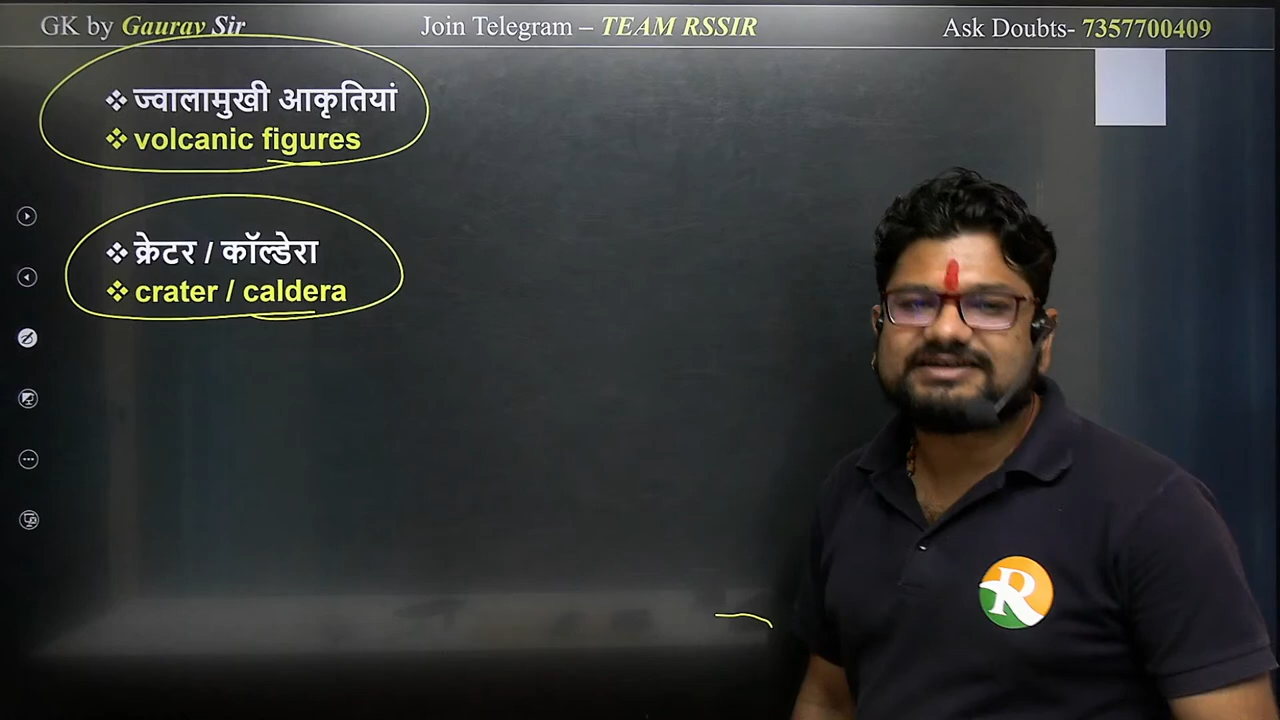 GK by Gaurav Sir
Join Telegram – TEAM RSSIR
Ask Doubts- 7357700409
❖ ज्वालामुखी आकृतियां
❖ volcanic figures
❖ क्रेटर / कॉल्डेरा
❖ crater / caldera
R